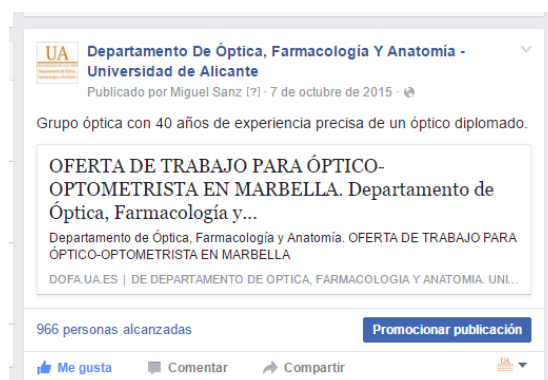 UA
Departamento De Óptica, Farmacología Y Anatomía -
Universidad de Alicante
Publicado por Miguel Sanz [?] · 7 de octubre de 2015 ·
Grupo óptica con 40 años de experiencia precisa de un óptico diplomado.
OFERTA DE TRABAJO PARA ÓPTICO-
OPTOMETRISTA EN MARBELLA. Departamento de
Óptica, Farmacología y...
Departamento de Óptica, Farmacología y Anatomía. OFERTA DE TRABAJO PARA
ÓPTICO-OPTOMETRISTA EN MARBELLA
DOFA.UA.ES | DE DEPARTAMENTO DE OPTICA, FARMACOLOGIA Y ANATOMIA. UNI...
966 personas alcanzadas
Promocionar publicación
Me gusta
Comentar
Compartir
UA